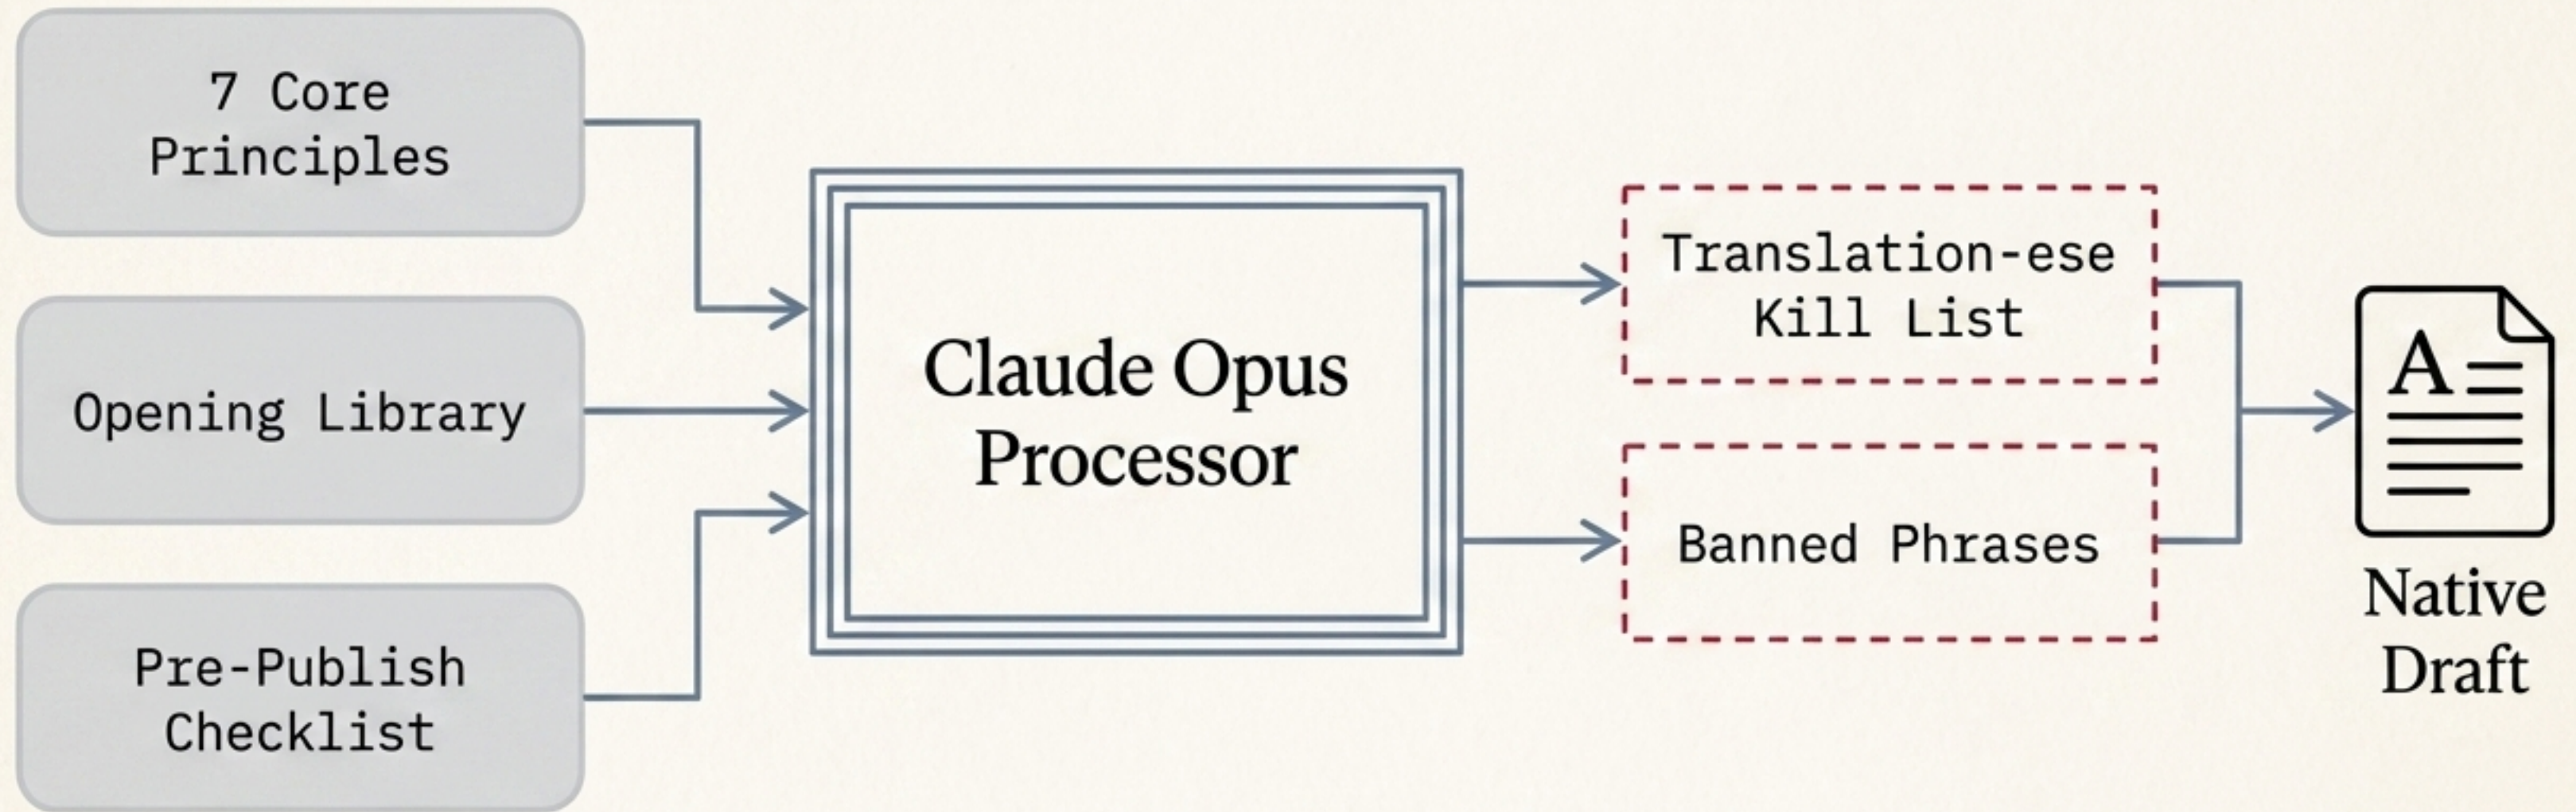 7 Core
Principles
Opening Library
Pre-Publish
Checklist
Claude Opus
Processor
Translation-ese
Kill List
Banned Phrases
A
Native
Draft